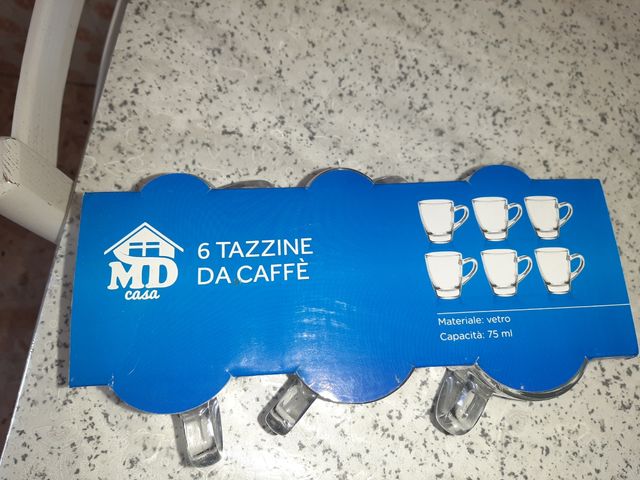 MD
casa
6 TAZZINE
DA CAFFÈ
Materiale: vetro
Capacità: 75 ml